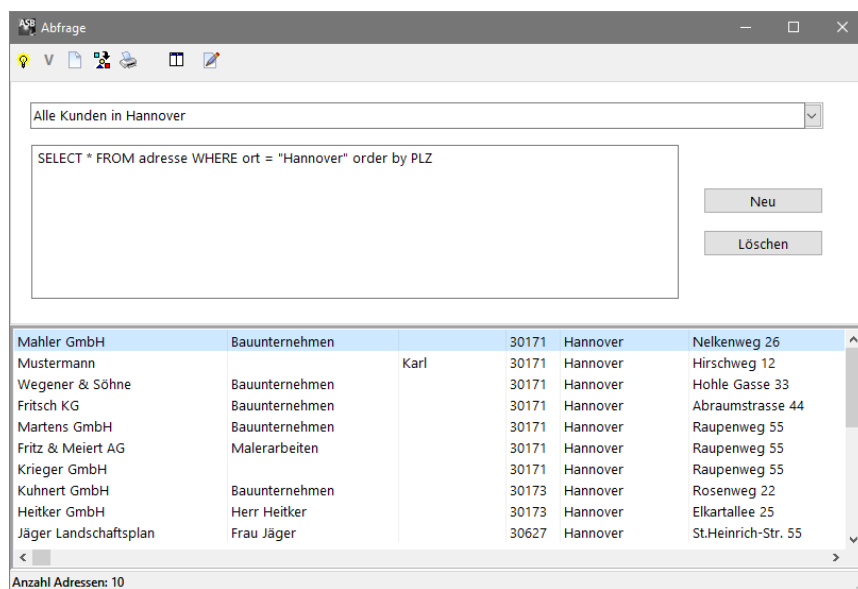 ASB Abfrage
V
Alle Kunden in Hannover
SELECT * FROM adresse WHERE ort = "Hannover" order by PLZ
Neu
Löschen
Mahler GmbH Bauunternehmen 30171 Hannover Nelkenweg 26
Mustermann Karl 30171 Hannover Hirschweg 12
Wegener & Söhne Bauunternehmen 30171 Hannover Hohle Gasse 33
Fritsch KG Bauunternehmen 30171 Hannover Abraumstrasse 44
Martens GmbH Bauunternehmen 30171 Hannover Raupenweg 55
Fritz & Meiert AG Malerarbeiten 30171 Hannover Raupenweg 55
Krieger GmbH 30171 Hannover Raupenweg 55
Kuhnert GmbH Bauunternehmen 30173 Hannover Rosenweg 22
Heitker GmbH Herr Heitker 30173 Hannover Elkartallee 25
Jäger Landschaftsplan Frau Jäger 30627 Hannover St.Heinrich-Str. 55
Anzahl Adressen: 10